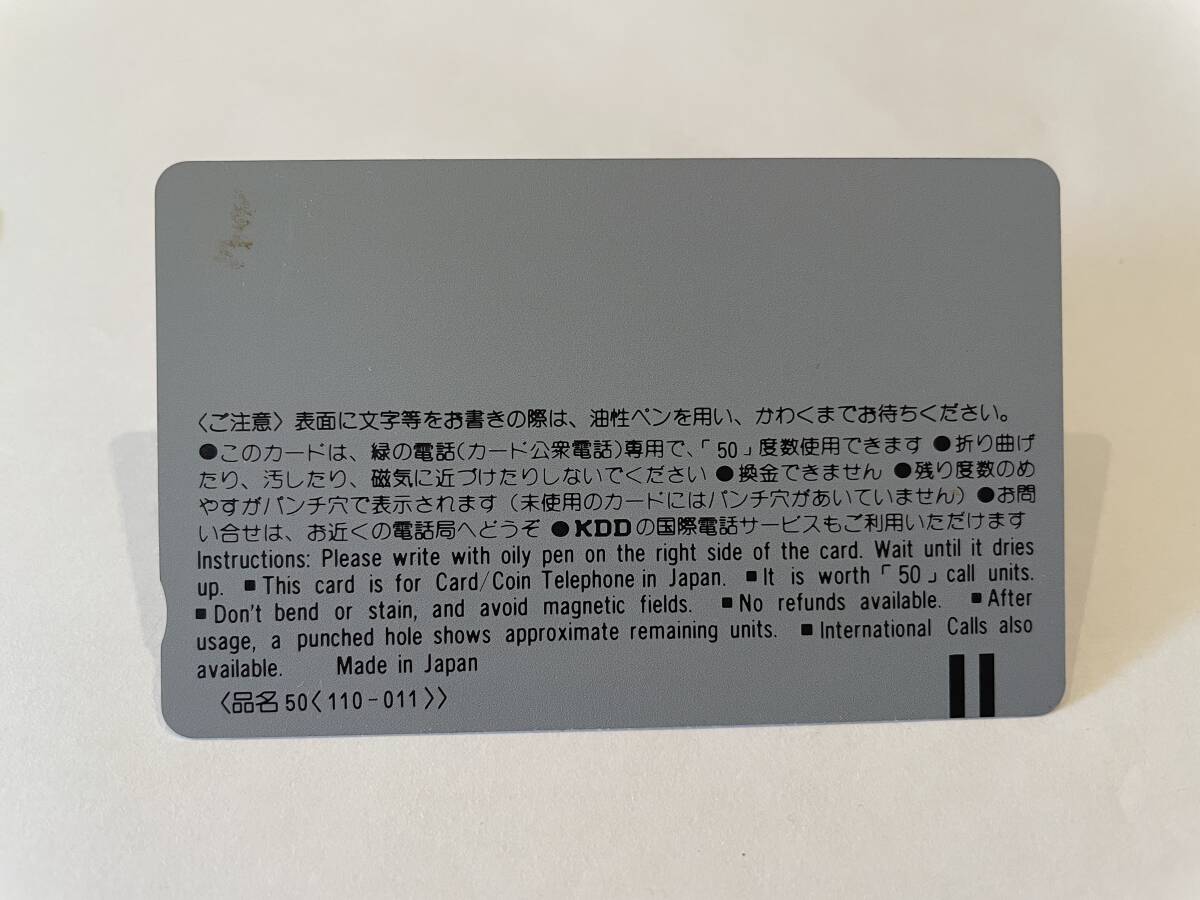 〈ご注意〉表面に文字等をお書きの際は、油性ペンを用い、かわくまでお待ちください。
●このカードは、緑の電話(カード公衆電話)専用で、「50」度数使用できます ●折り曲げ
たり、汚したり、磁気に近づけたりしないでください ●換金できません ●残り度数のめ
やすがパンチ穴で表示されます（未使用のカードにはパンチ穴があいていません）●お問
い合せは、お近くの電話局へどうぞ ●KDDの国際電話サービスもご利用いただけます
Instructions: Please write with oily pen on the right side of the card. Wait until it dries
up. ■This card is for Card/Coin Telephone in Japan. ■It is worth「50」call units.
■Don't bend or stain, and avoid magnetic fields. ■No refunds available. ■After
usage, a punched hole shows approximate remaining units. ■International Calls also
available. Made in Japan
〈品名50〈110-011〉〉